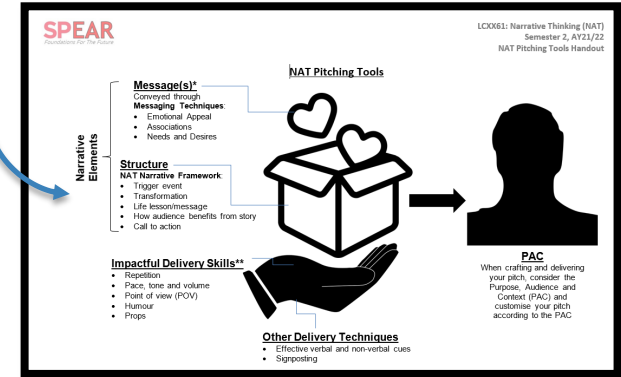 SPEAR
Foundations For The Future
LCXX61: Narrative Thinking (NAT)
Semester 2, AY21/22
NAT Pitching Tools Handout
NAT Pitching Tools
Narrative
Elements
Message(s)*
Conveyed through
Messaging Techniques:
• Emotional Appeal
• Associations
• Needs and Desires
Structure
NAT Narrative Framework:
• Trigger event
• Transformation
• Life lesson/message
• How audience benefits from story
• Call to action
Impactful Delivery Skills**
• Repetition
• Pace, tone and volume
• Point of view (POV)
• Humour
• Props
Other Delivery Techniques
• Effective verbal and non-verbal cues
• Signposting
PAC
When crafting and delivering
your pitch, consider the
Purpose, Audience and
Context (PAC) and
customise your pitch
according to the PAC